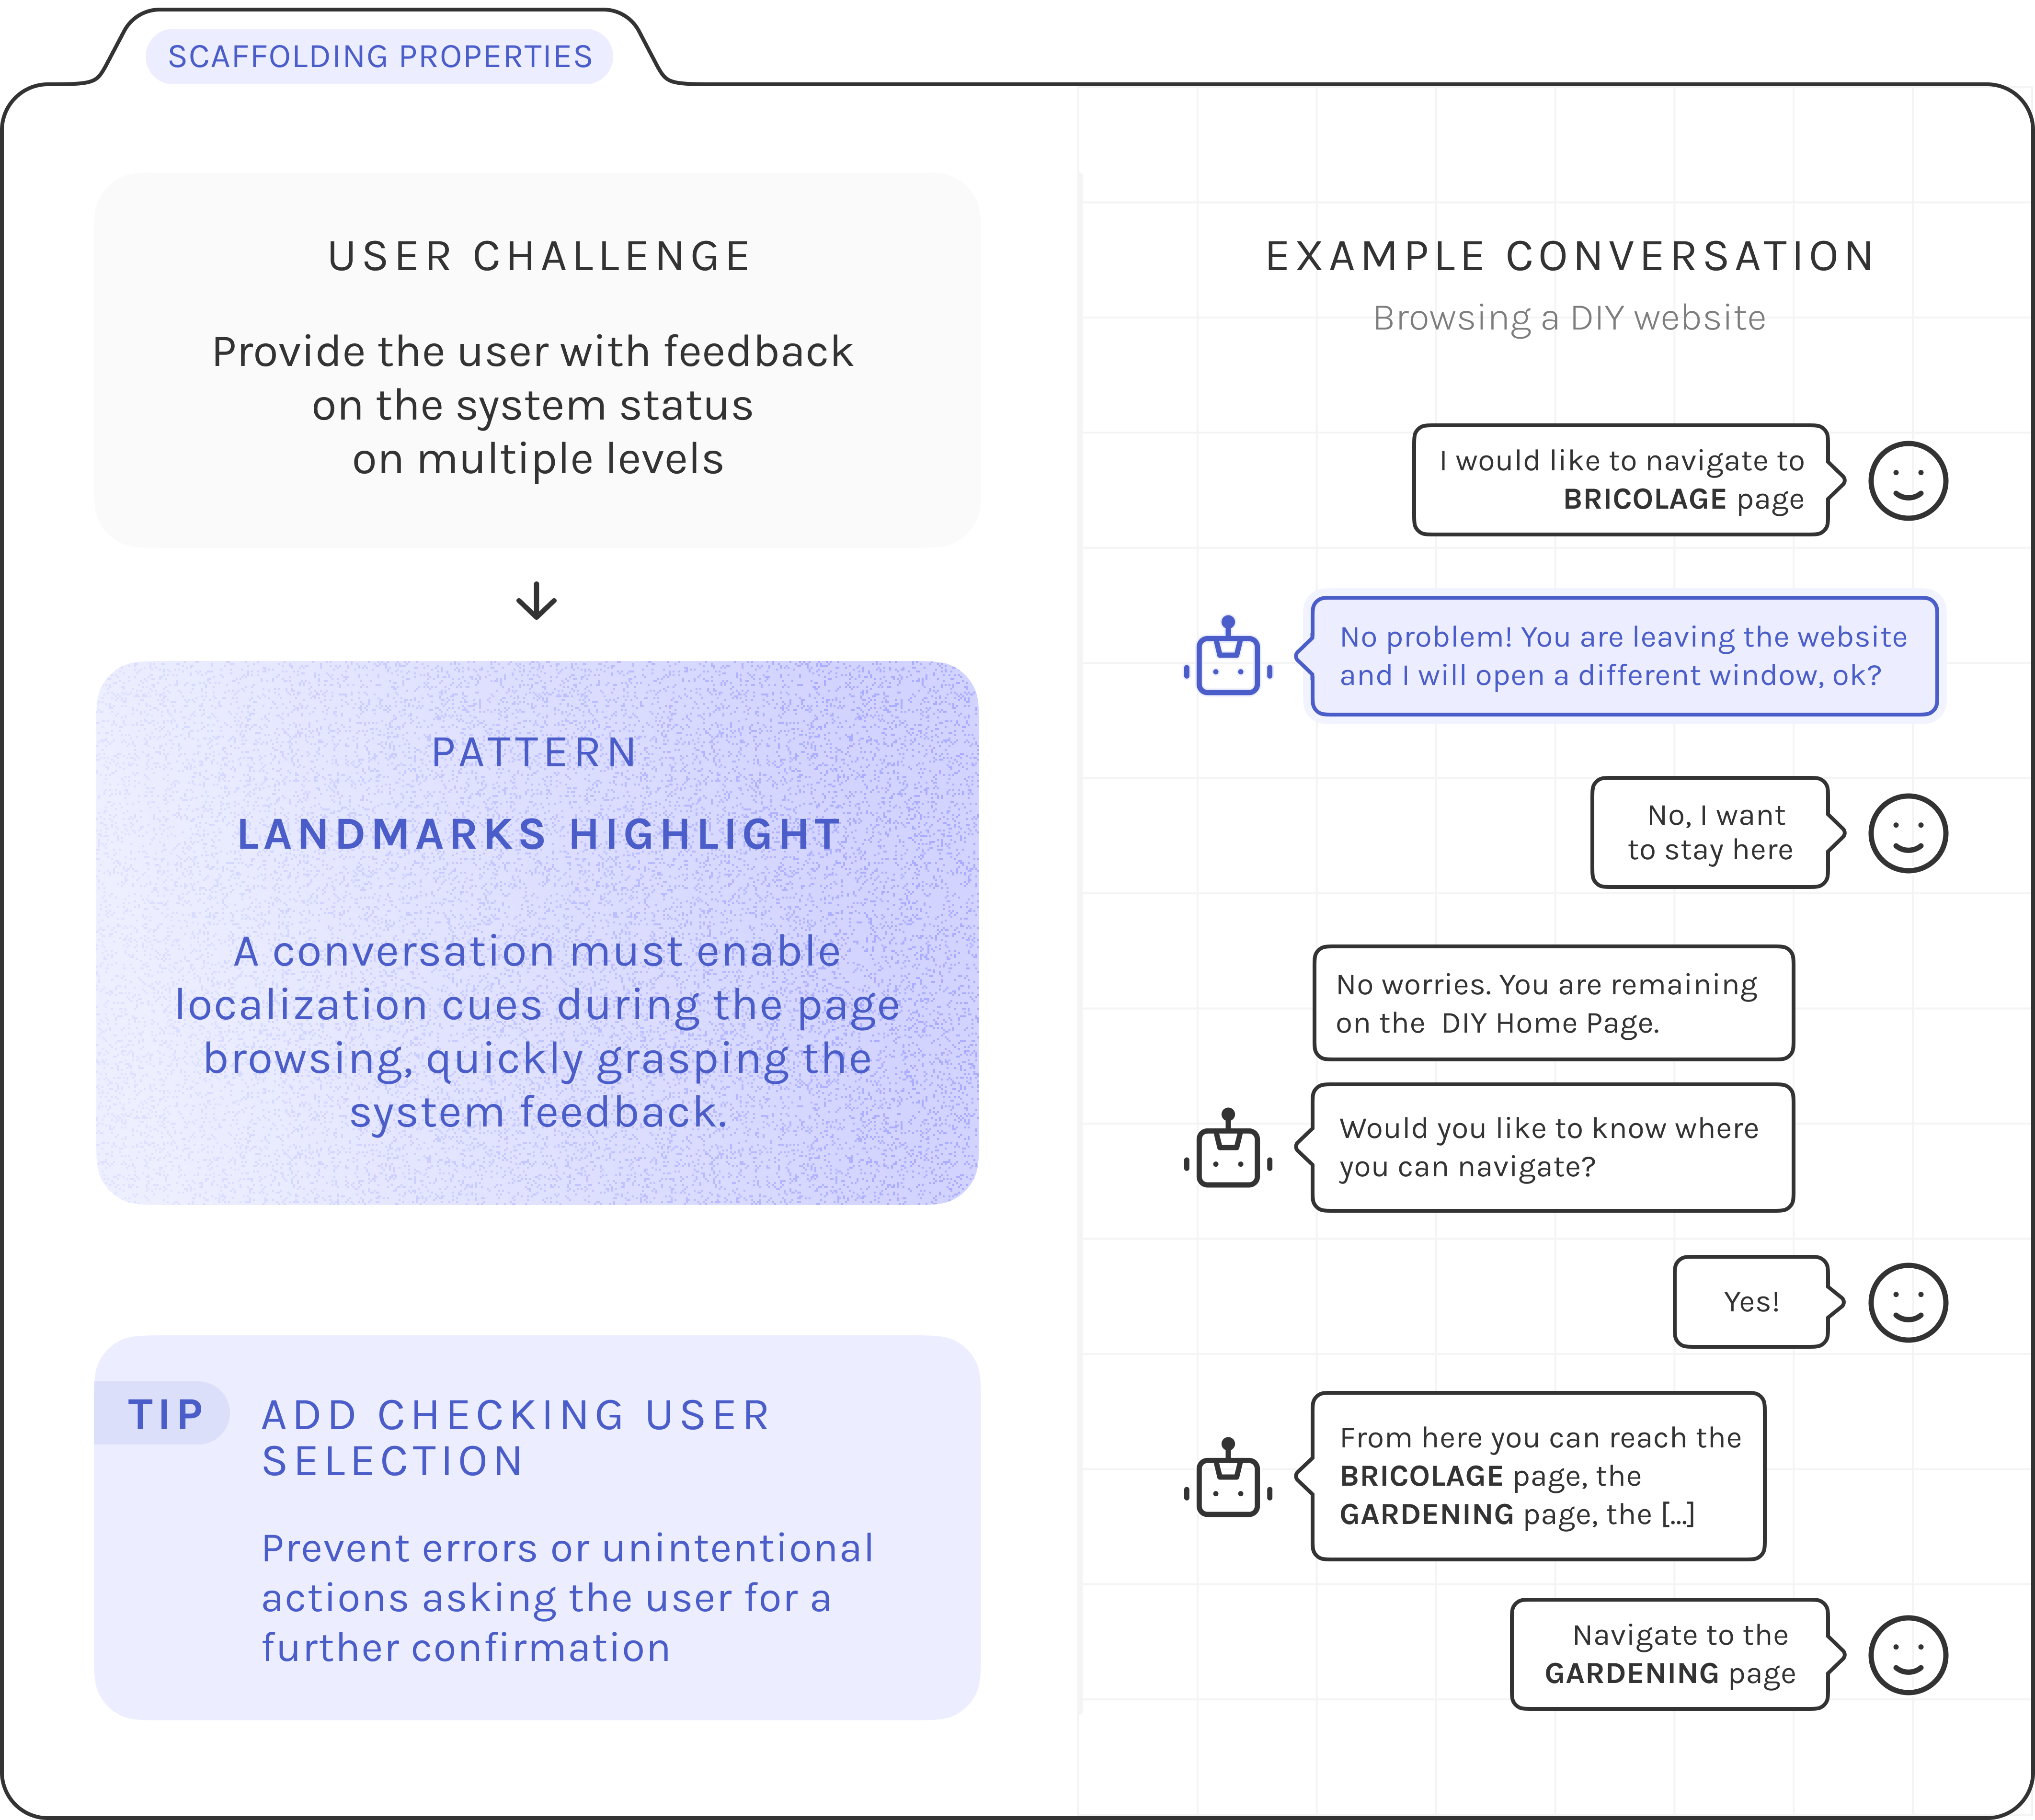 SCAFFOLDING PROPERTIES
USER CHALLENGE
Provide the user with feedback
on the system status
on multiple levels
PATTERN
LANDMARKS HIGHLIGHT
A conversation must enable
localization cues during the page
browsing, quickly grasping the
system feedback.
TIP
ADD CHECKING USER
SELECTION
Prevent errors or unintentional
actions asking the user for a
further confirmation
EXAMPLE CONVERSATION
Browsing a DIY website
I would like to navigate to
BRICOLAGE page
No problem! You are leaving the website
and I will open a different window, ok?
No, I want
to stay here
No worries. You are remaining
on the DIY Home Page.
Would you like to know where
you can navigate?
Yes!
From here you can reach the
BRICOLAGE page, the
GARDENING page, the [...]
Navigate to the
GARDENING page